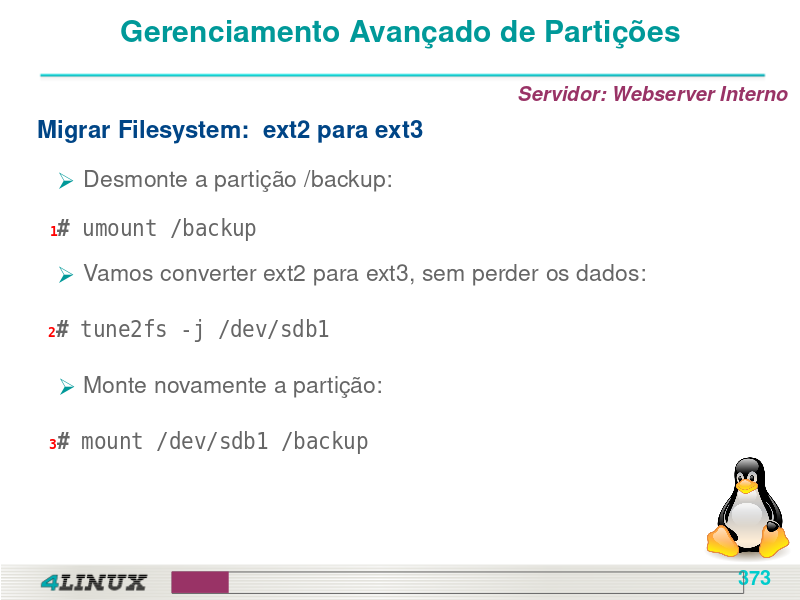 Gerenciamento Avançado de Partições
Servidor: Webserver Interno
Migrar Filesystem: ext2 para ext3
Desmonte a partição /backup:
1# umount /backup
Vamos converter ext2 para ext3, sem perder os dados:
2# tune2fs -j /dev/sdb1
Monte novamente a partição:
3# mount /dev/sdb1 /backup
4LINUX
373